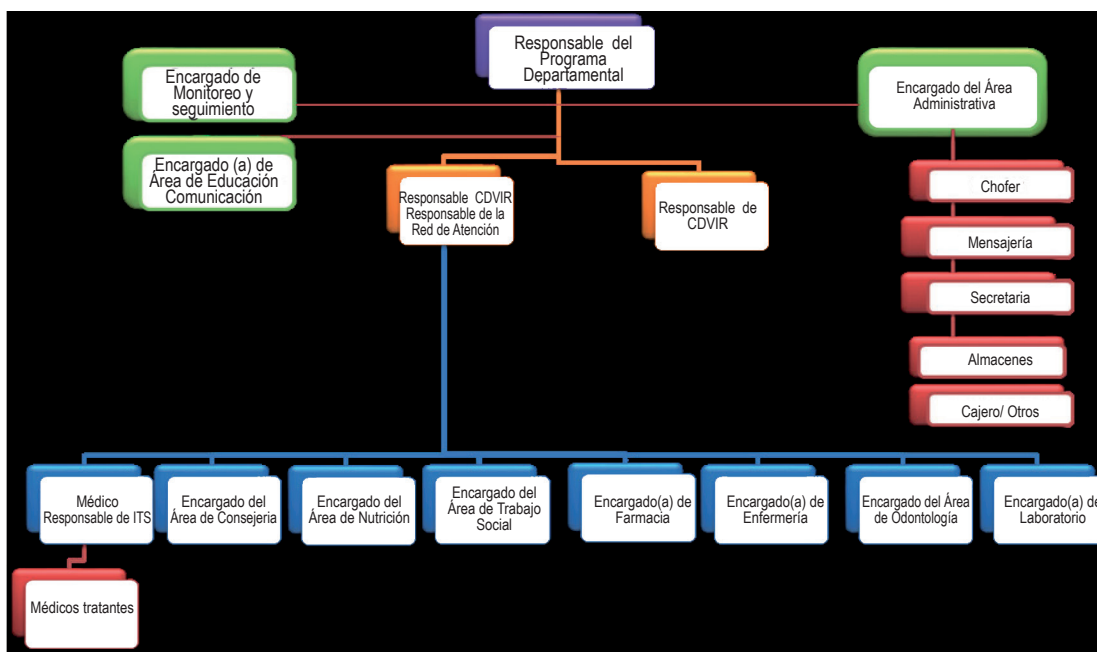 Responsable del
Programa
Departamental
Encargado de
Monitoreo y
seguimiento
Encargado del Área
Administrativa
Encargado (a) de
Área de Educación
Comunicación
Responsable CDVIR
Responsable de la
Red de Atención
Responsable de
CDVIR
Chofer
Mensajería
Secretaria
Almacenes
Cajero/ Otros
Médico
Responsable de ITS
Encargado del
Área de Consejeria
Encargado del
Área de Nutrición
Encargado del
Área de Trabajo
Social
Encargado(a) de
Farmacia
Encargado(a) de
Enfermería
Encargado del Área
de Odontología
Encargado(a) de
Laboratorio
Médicos tratantes